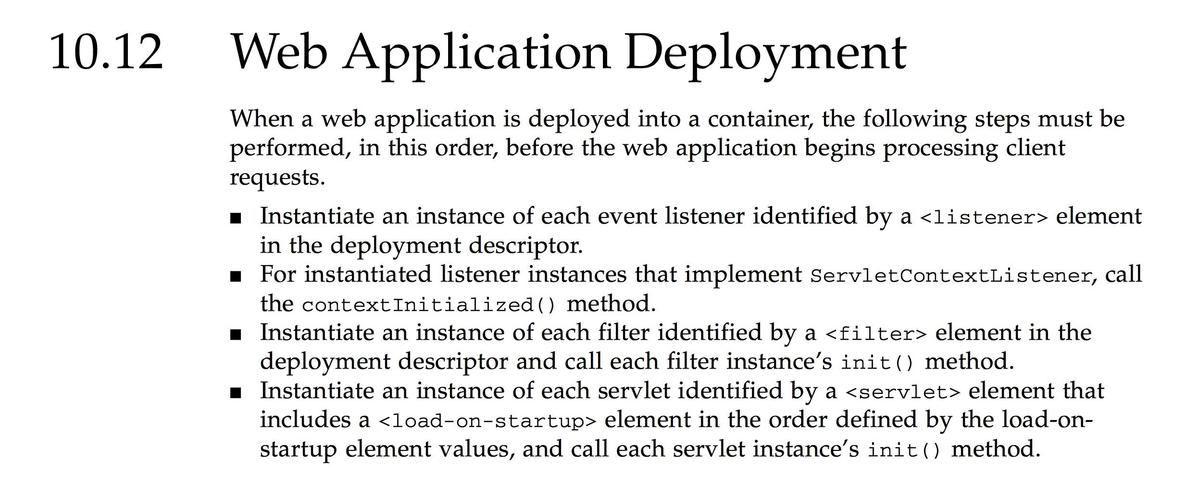 10.12 Web Application Deployment
When a web application is deployed into a container, the following steps must be
performed, in this order, before the web application begins processing client
requests.
■ Instantiate an instance of each event listener identified by a <listener> element
in the deployment descriptor.
■ For instantiated listener instances that implement ServletContextListener, call
the contextInitialized() method.
■ Instantiate an instance of each filter identified by a <filter> element in the
deployment descriptor and call each filter instance's init() method.
■ Instantiate an instance of each servlet identified by a <servlet> element that
includes a <load-on-startup> element in the order defined by the load-on-
startup element values, and call each servlet instance's init() method.